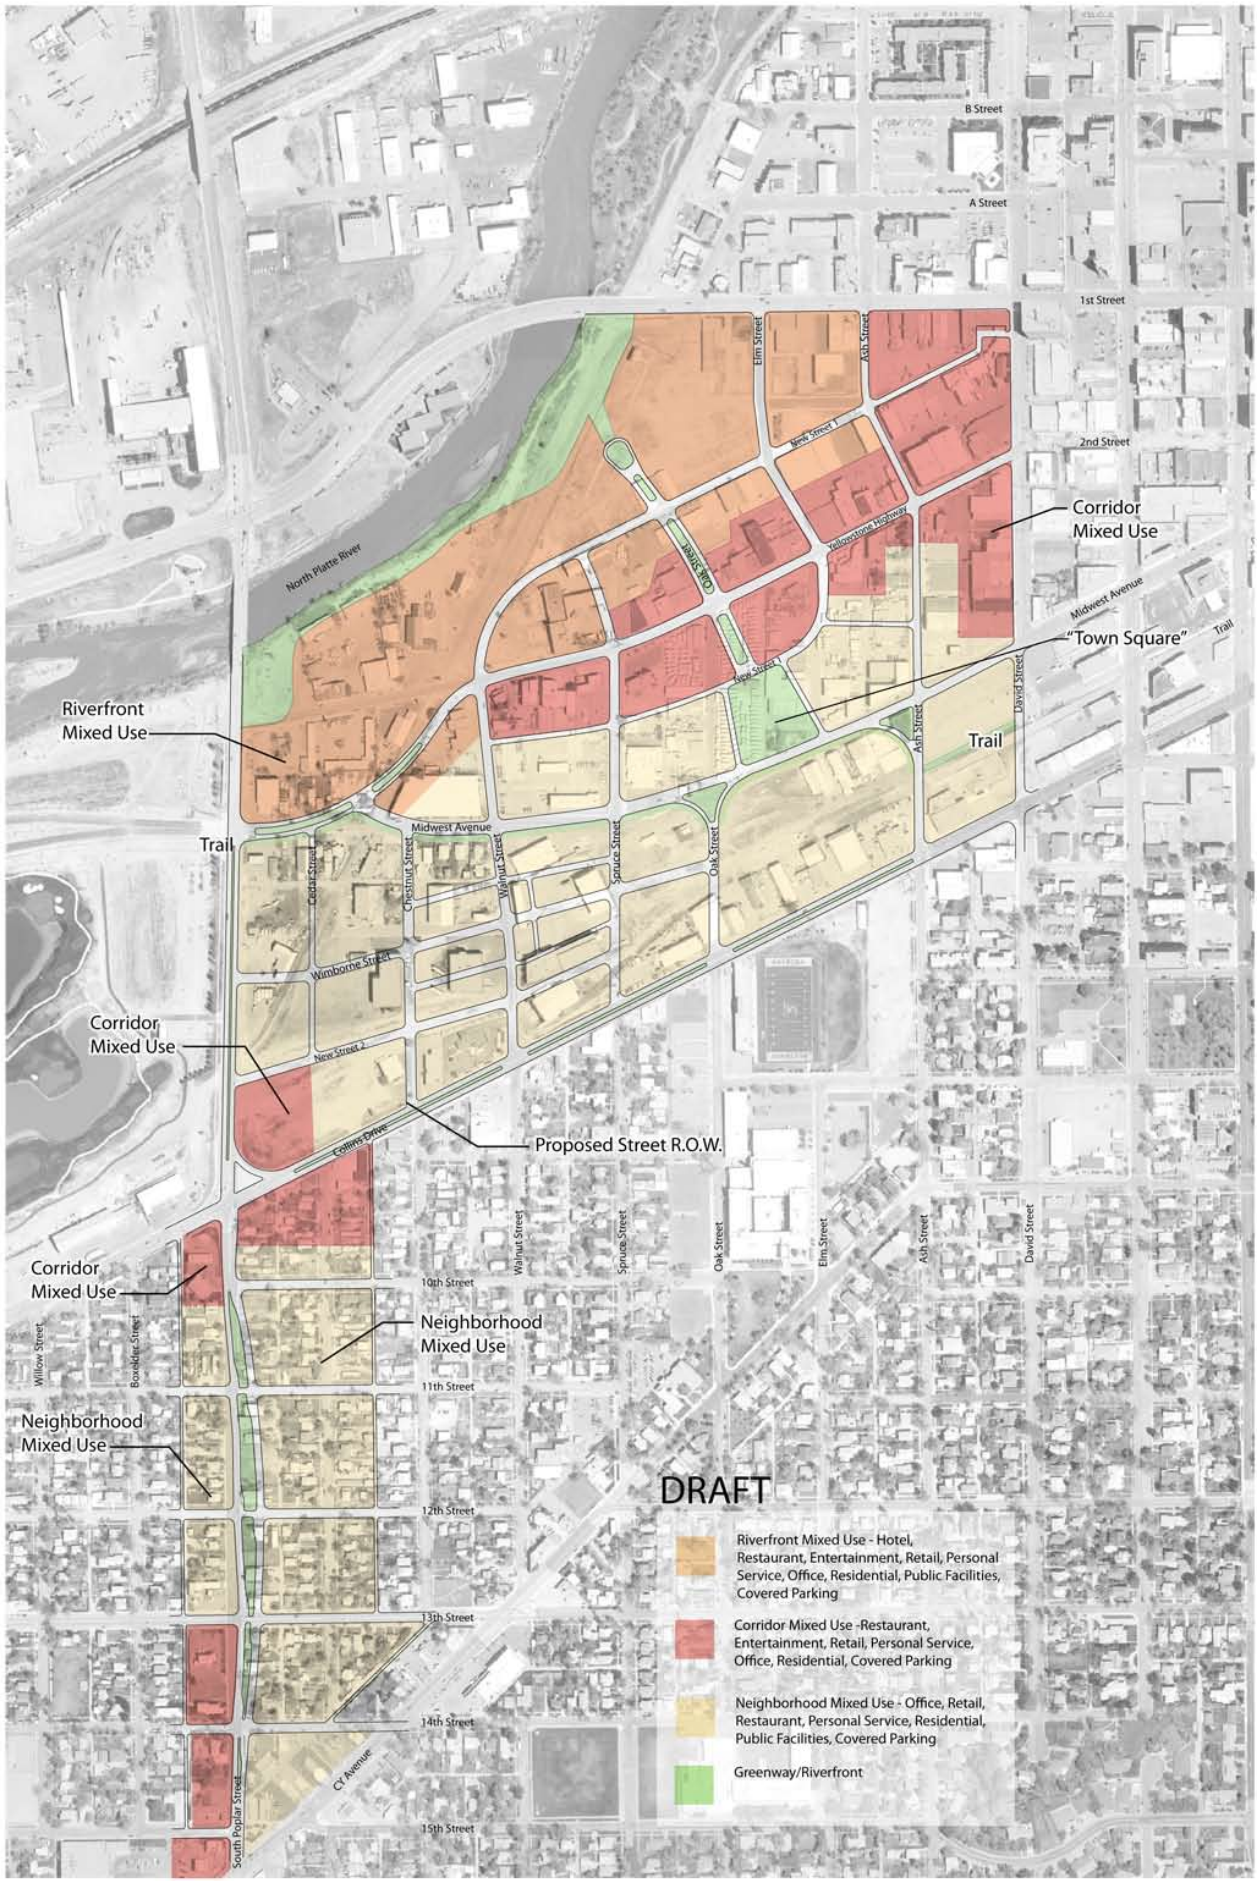 B Street
A Street
1st Street
Elm Street
Ash Street
New Street 1
2nd Street
Corridor
Mixed Use
Yellowstone Highway
North Platte River
Oak Street
Midwest Avenue
"Town Square"
Trail
New Street 1
David Street
Riverfront
Mixed Use
Ash Street
Trail
Trail
Midwest Avenue
Cedar Street
Chestnut Street
Walnut Street
Spruce Street
Oak Street
Wimborne Street
Corridor
Mixed Use
New Street 2
Collins Drive
Proposed Street R.O.W.
Walnut Street
Spruce Street
Oak Street
Elm Street
Ash Street
David Street
Corridor
Mixed Use
10th Street
Neighborhood
Mixed Use
Willow Street
Boxelder Street
11th Street
Neighborhood
Mixed Use
12th Street
13th Street
14th Street
CY Avenue
South Poplar Street
15th Street
DRAFT
Riverfront Mixed Use - Hotel,
Restaurant, Entertainment, Retail, Personal
Service, Office, Residential, Public Facilities,
Covered Parking
Corridor Mixed Use -Restaurant,
Entertainment, Retail, Personal Service,
Office, Residential, Covered Parking
Neighborhood Mixed Use - Office, Retail,
Restaurant, Personal Service, Residential,
Public Facilities, Covered Parking
Greenway/Riverfront